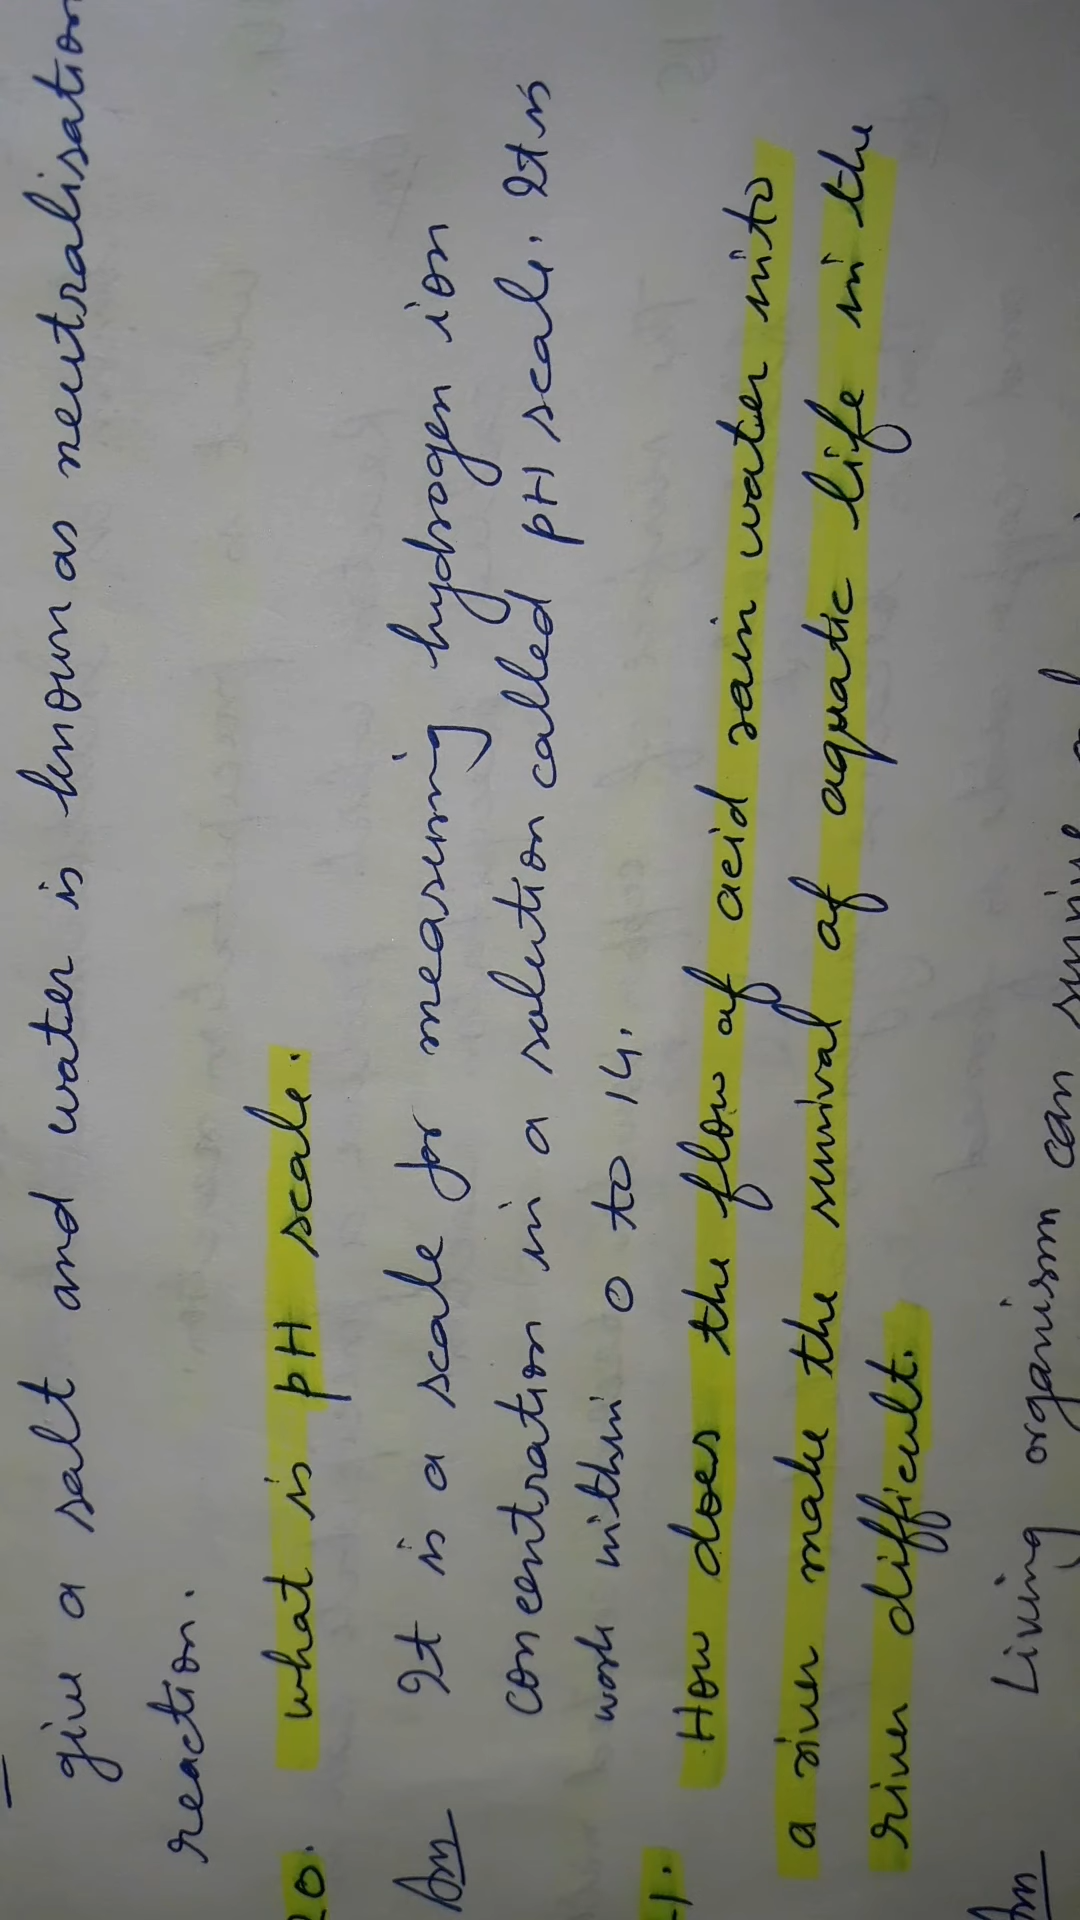 give a salt and water is known as neutralisation
reaction.
20. what is pH scale.
Ans It is a scale for measuring hydrogen ion
concentration in a solution called pH scale. It is
work within 0 to 14.
1. How does the flow of acid rain water into
a river make the survival of aquatic life in the
river difficult.
Ans Living organism can